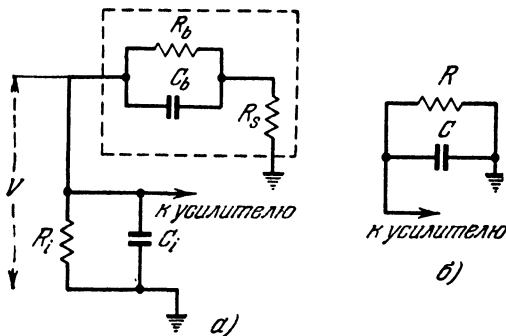 R_b
C_b
R_s
V
к усилителю
R_i
C_i
а)
R
C
к усилителю
б)